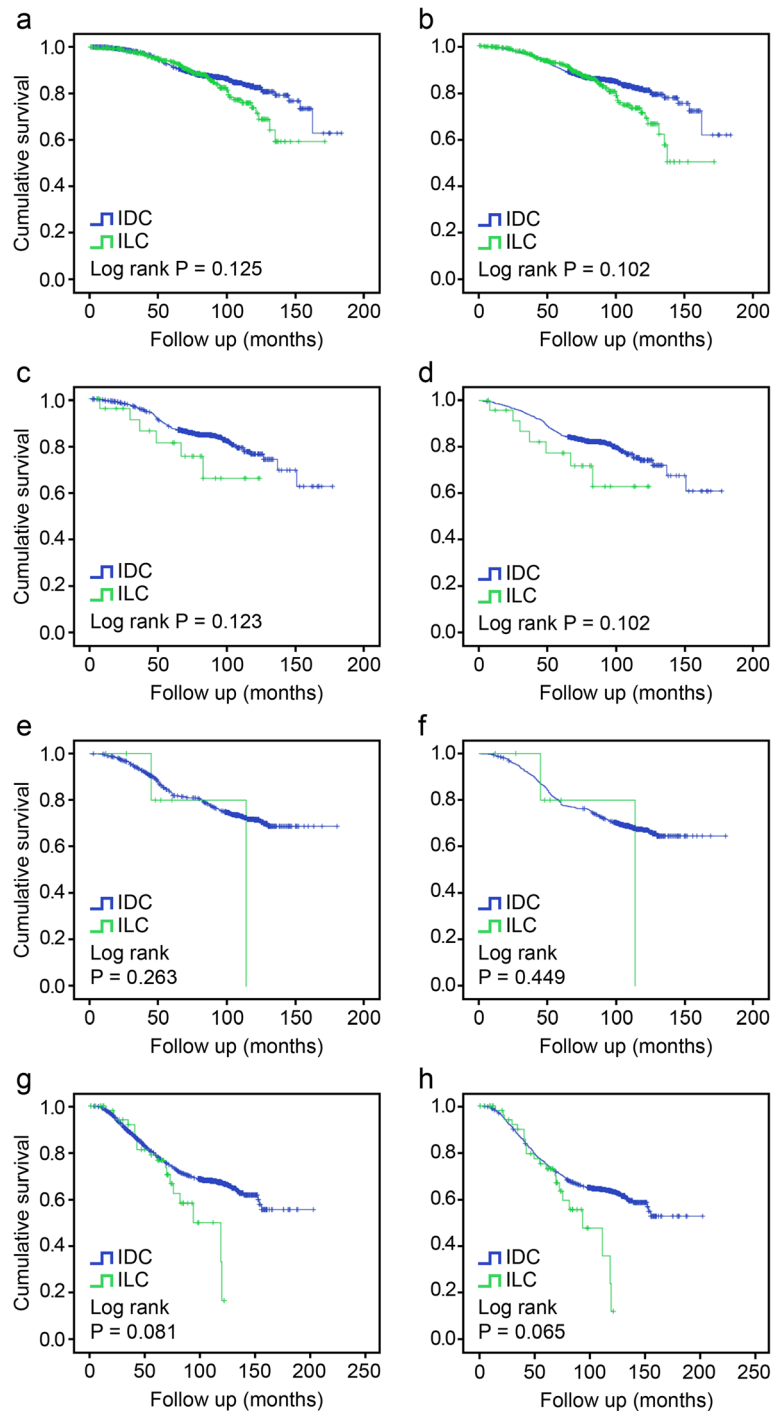 a
Cumulative survival
1.0
0.8
0.6
0.4
0.2
0.0
IDC
ILC
Log rank P = 0.125
0 50 100 150 200
Follow up (months)
b
1.0
0.8
0.6
0.4
0.2
0.0
IDC
ILC
Log rank P = 0.102
0 50 100 150 200
Follow up (months)
c
Cumulative survival
1.0
0.8
0.6
0.4
0.2
0.0
IDC
ILC
Log rank P = 0.123
0 50 100 150 200
Follow up (months)
d
1.0
0.8
0.6
0.4
0.2
0.0
IDC
ILC
Log rank P = 0.102
0 50 100 150 200
Follow up (months)
e
Cumulative survival
1.0
0.8
0.6
0.4
0.2
0.0
IDC
ILC
Log rank
P = 0.263
0 50 100 150 200
Follow up (months)
f
1.0
0.8
0.6
0.4
0.2
0.0
IDC
ILC
Log rank
P = 0.449
0 50 100 150 200
Follow up (months)
g
Cumulative survival
1.0
0.8
0.6
0.4
0.2
0.0
IDC
ILC
Log rank
P = 0.081
0 50 100 150 200 250
Follow up (months)
h
1.0
0.8
0.6
0.4
0.2
0.0
IDC
ILC
Log rank
P = 0.065
0 50 100 150 200 250
Follow up (months)